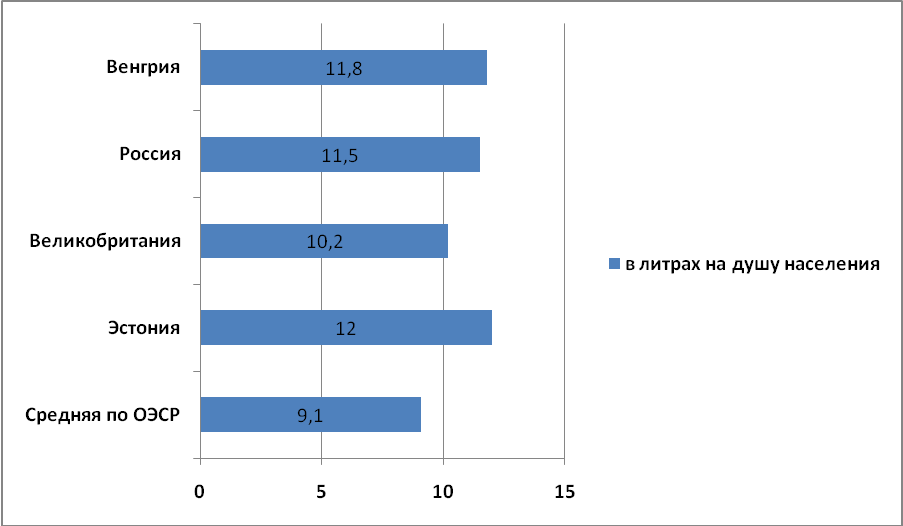 Венгрия
11,8
Россия
11,5
Великобритания
10,2
Эстония
12
Средняя по ОЭСР
9,1
0 5 10 15
в литрах на душу населения